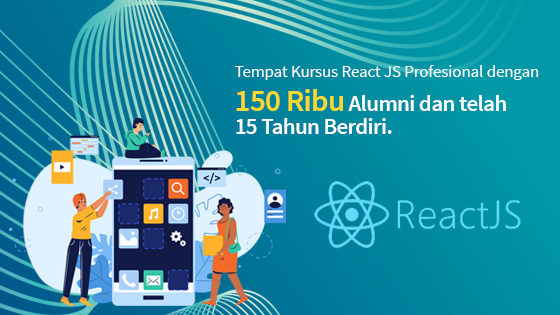 Tempat Kursus React JS Profesional dengan
150 Ribu Alumni dan telah
15 Tahun Berdiri.
</>
ReactJS